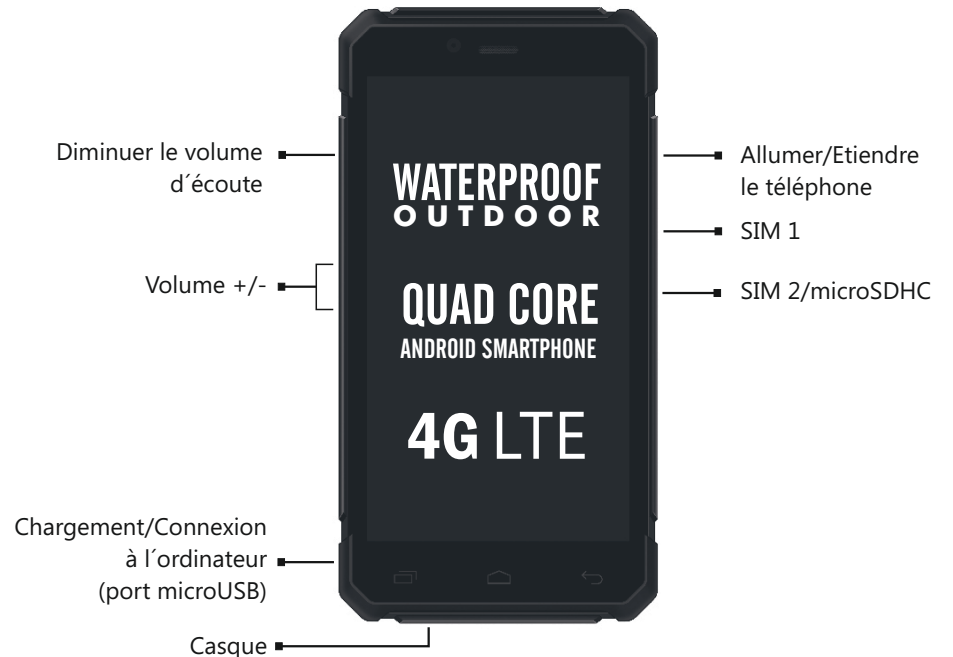 Diminuer le volume
d´écoute
Volume +/-
Chargement/Connexion
à l´ordinateur
(port microUSB)
Casque
WATERPROOF
OUTDOOR
QUAD CORE
ANDROID SMARTPHONE
4G LTE
Allumer/Etiendre
le téléphone
SIM 1
SIM 2/microSDHC